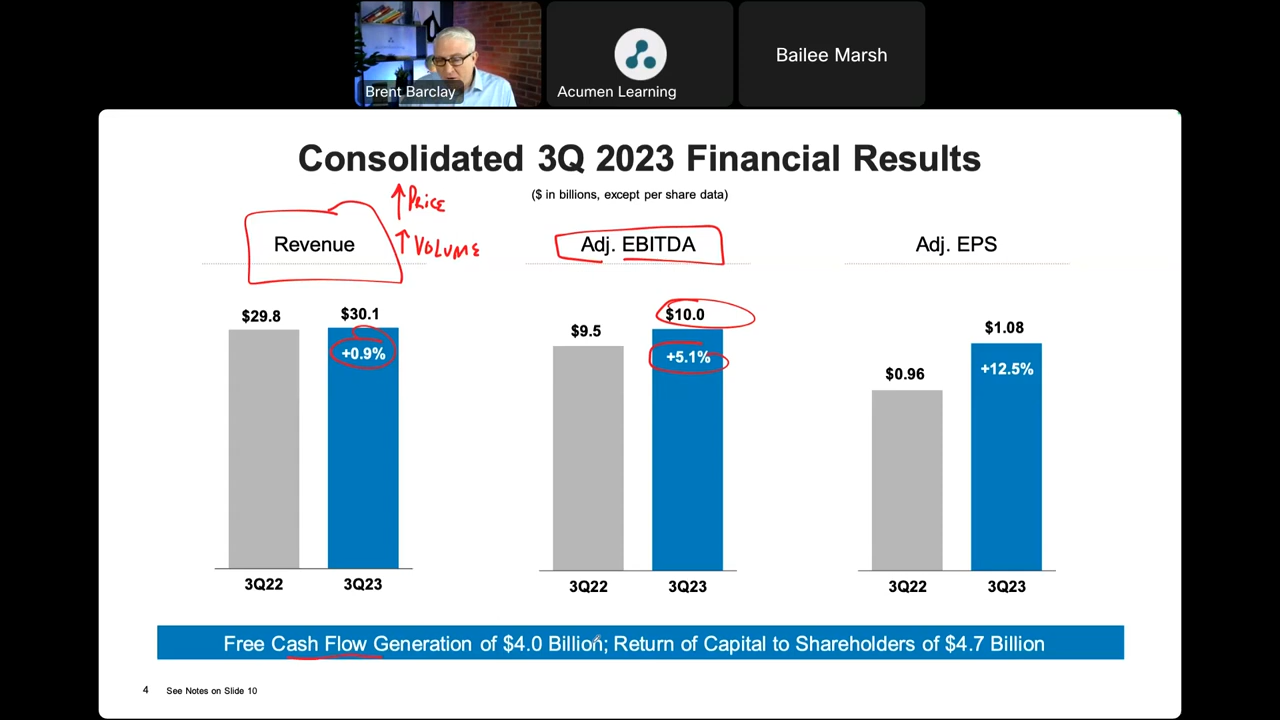 Brent Barclay
Acumen Learning
Bailee Marsh
Consolidated 3Q 2023 Financial Results
($ in billions, except per share data)
↑ PRICE
↑ VOLUME
Revenue
$29.8
$30.1
+0.9%
3Q22
3Q23
Adj. EBITDA
$9.5
$10.0
+5.1%
3Q22
3Q23
Adj. EPS
$0.96
$1.08
+12.5%
3Q22
3Q23
Free Cash Flow Generation of $4.0 Billion; Return of Capital to Shareholders of $4.7 Billion
4 See Notes on Slide 10